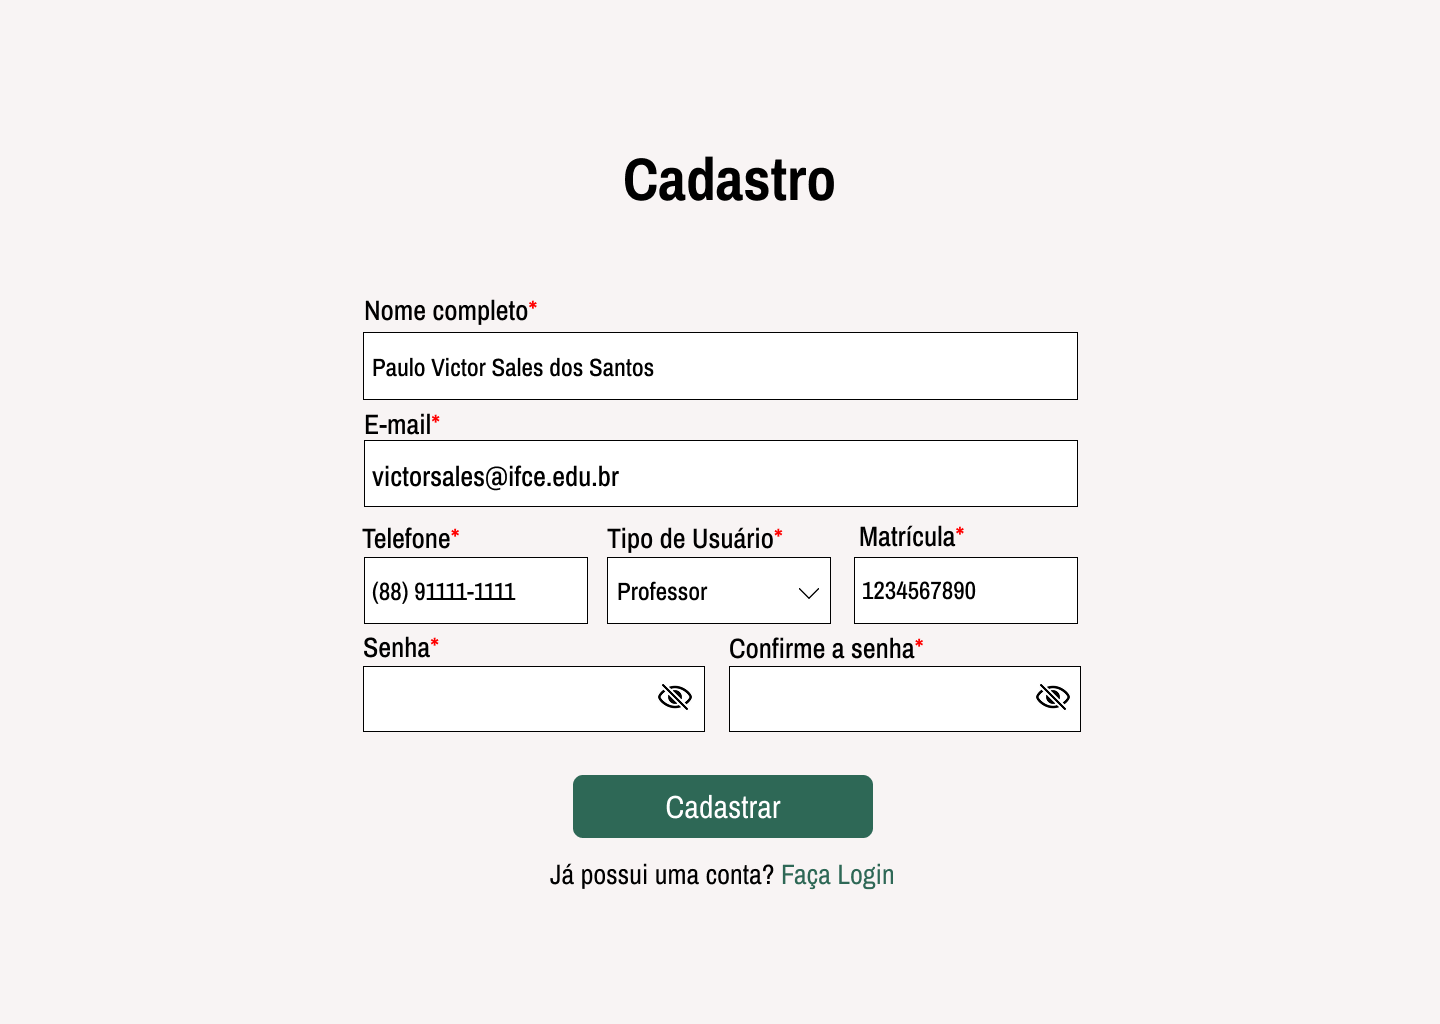 Cadastro
Nome completo*
Paulo Victor Sales dos Santos
E-mail*
victorsales@ifce.edu.br
Telefone* Tipo de Usuário* Matrícula*
(88) 91111-1111 Professor 1234567890
Senha* Confirme a senha*
Cadastrar
Já possui uma conta? Faça Login